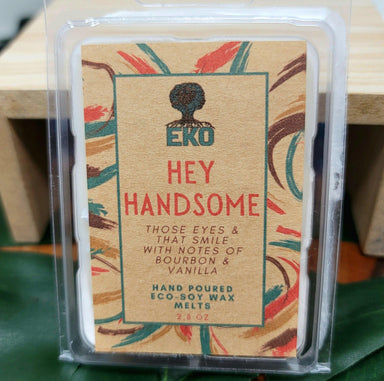 EKO
HEY
HANDSOME
THOSE EYES &
THAT SMILE
WITH NOTES OF
BOURBON &
VANILLA
HAND POURED
ECO-SOY WAX
MELTS
2.8 OZ